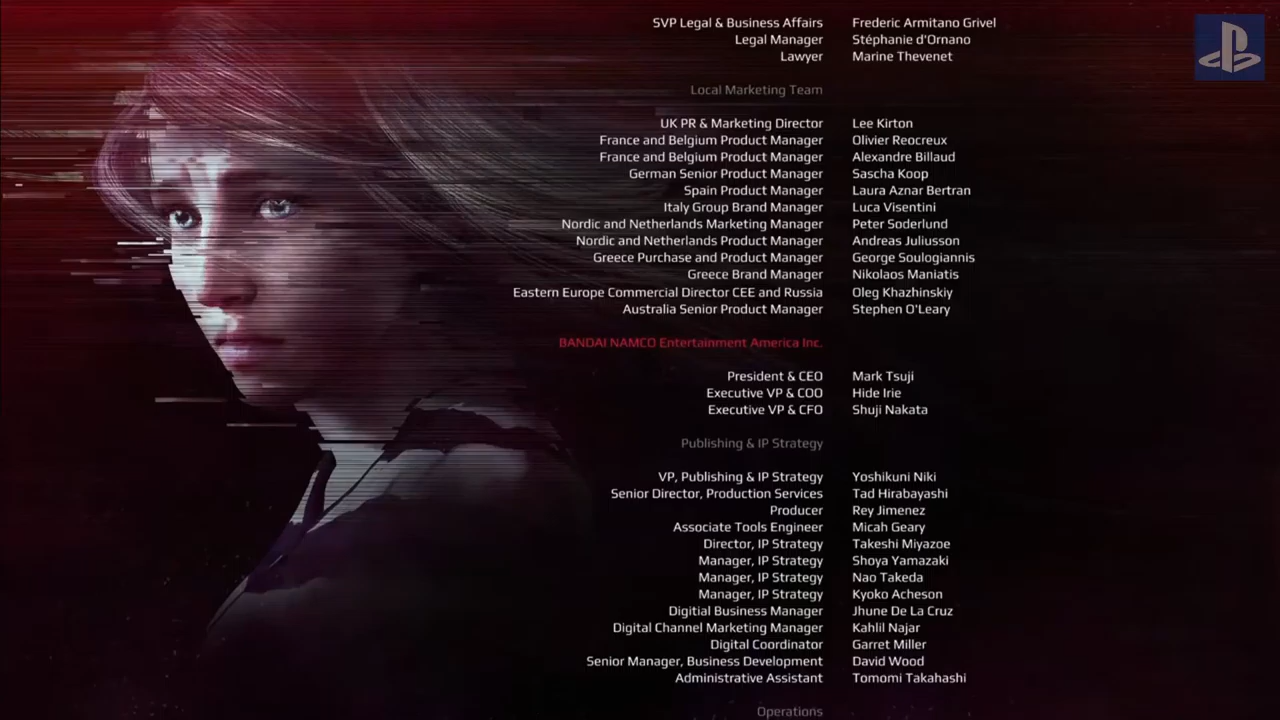 SVP Legal & Business Affairs Frederic Armitano Grivel
Legal Manager Stéphanie d'Ornano
Lawyer Marine Thevenet
Local Marketing Team
UK PR & Marketing Director Lee Kirton
France and Belgium Product Manager Olivier Reocreux
France and Belgium Product Manager Alexandre Billaud
German Senior Product Manager Sascha Koop
Spain Product Manager Laura Aznar Bertran
Italy Group Brand Manager Luca Visentini
Nordic and Netherlands Marketing Manager Peter Soderlund
Nordic and Netherlands Product Manager Andreas Juliusson
Greece Purchase and Product Manager George Soulogiannis
Greece Brand Manager Nikolaos Maniatis
Eastern Europe Commercial Director CEE and Russia Oleg Khazhinskiy
Australia Senior Product Manager Stephen O'Leary
BANDAI NAMCO Entertainment America Inc.
President & CEO Mark Tsuji
Executive VP & COO Hide Irie
Executive VP & CFO Shuji Nakata
Publishing & IP Strategy
VP, Publishing & IP Strategy Yoshikuni Niki
Senior Director, Production Services Tad Hirabayashi
Producer Rey Jimenez
Associate Tools Engineer Micah Geary
Director, IP Strategy Takeshi Miyazoe
Manager, IP Strategy Shoya Yamazaki
Manager, IP Strategy Nao Takeda
Manager, IP Strategy Kyoko Acheson
Digitial Business Manager Jhune De La Cruz
Digital Channel Marketing Manager Kahlil Najar
Digital Coordinator Garret Miller
Senior Manager, Business Development David Wood
Administrative Assistant Tomomi Takahashi
Operations